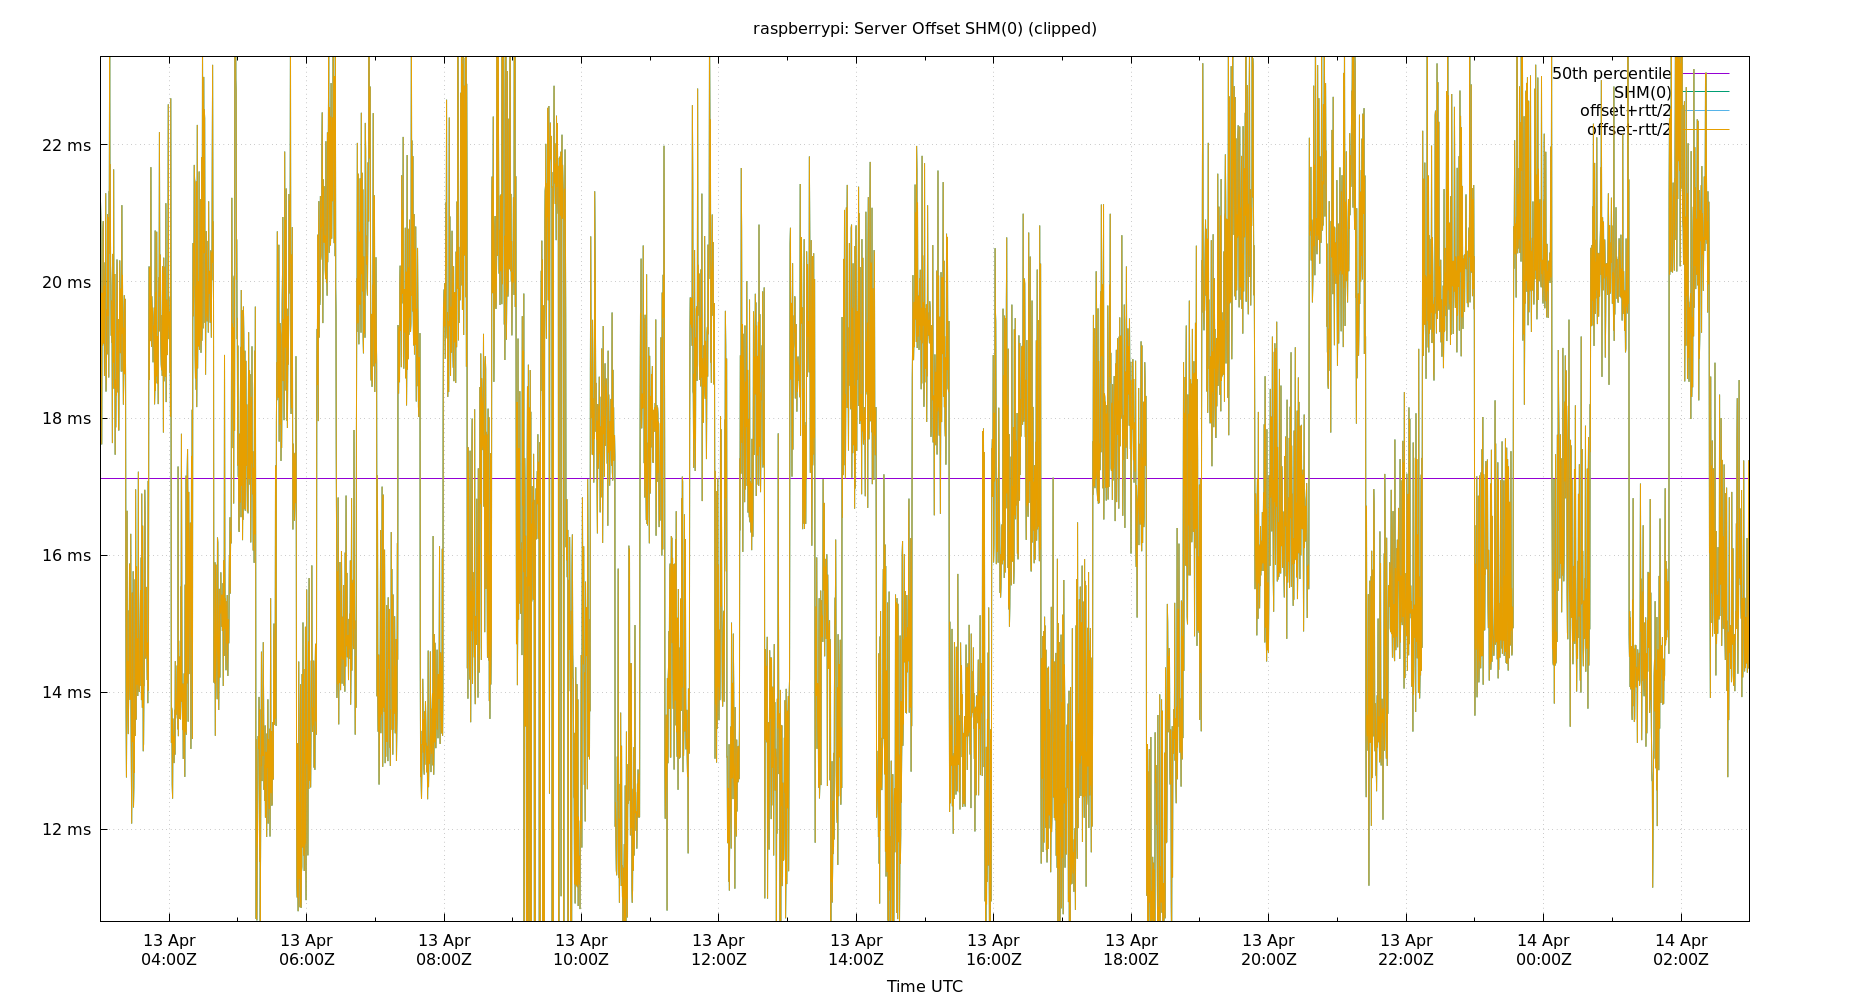 raspberrypi: Server Offset SHM(0) (clipped)
50th percentile
SHM(0)
offset+rtt/2
offset-rtt/2
22 ms
20 ms
18 ms
16 ms
14 ms
12 ms
13 Apr 13 Apr 13 Apr 13 Apr 13 Apr 13 Apr 13 Apr 13 Apr 13 Apr 13 Apr 14 Apr 14 Apr
04:00Z 06:00Z 08:00Z 10:00Z 12:00Z 14:00Z 16:00Z 18:00Z 20:00Z 22:00Z 00:00Z 02:00Z
Time UTC